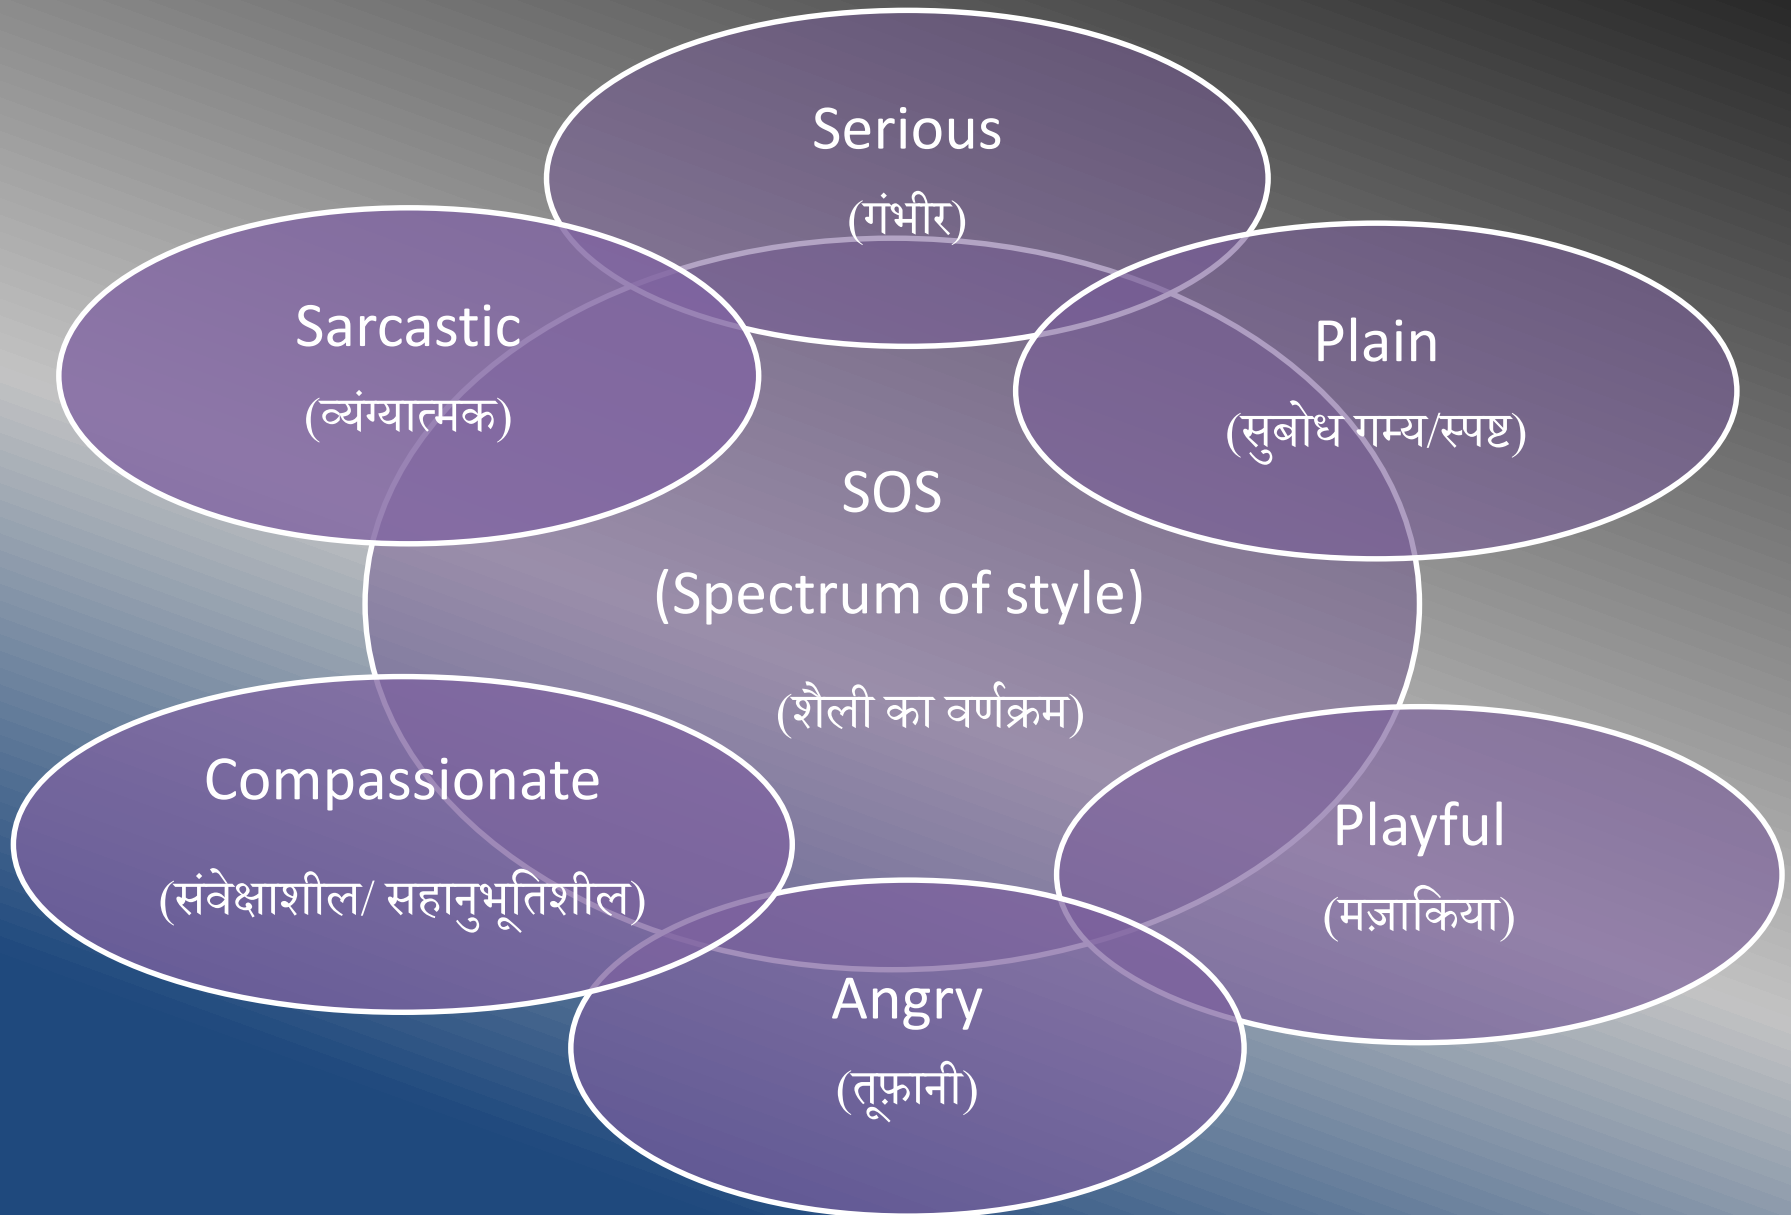 Serious
(गंभीर)
Sarcastic
(व्यंग्यात्मक)
Plain
(सुबोध गम्य/स्पष्ट)
SOS
(Spectrum of style)
(शैली का वर्णक्रम)
Compassionate
(संवेक्षाशील/ सहानुभूतिशील)
Playful
(मज़ाकिया)
Angry
(तूफ़ानी)